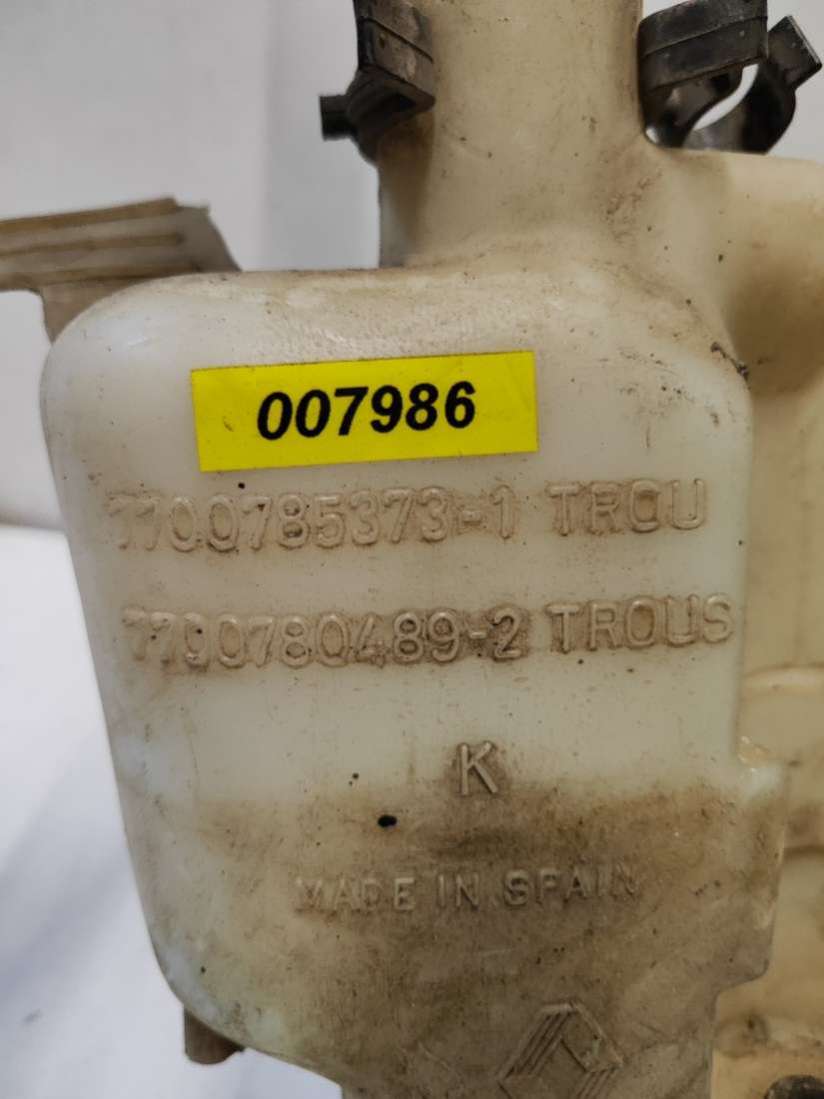 007986
7700785373-1 TROU
7700780489-2 TROUS
K
MADE IN SPAIN